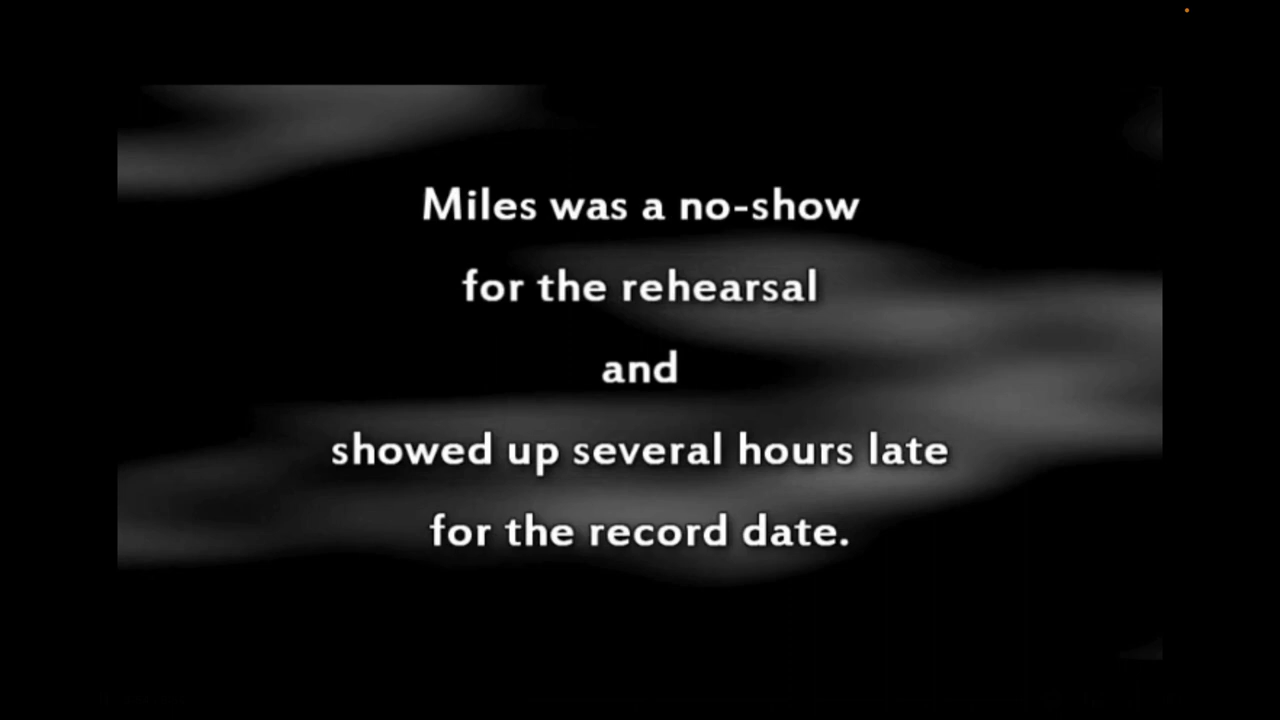 Miles was a no-show
for the rehearsal
and
showed up several hours late
for the record date.